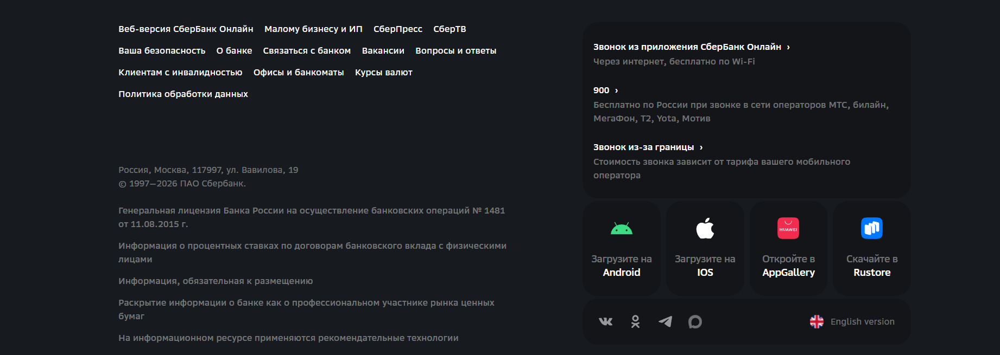 Веб-версия СберБанк Онлайн Малому бизнесу и ИП СберПресс СберТВ
Ваша безопасность О банке Связаться с банком Вакансии Вопросы и ответы
Клиентам с инвалидностью Офисы и банкоматы Курсы валют
Политика обработки данных
Россия, Москва, 117997, ул. Вавилова, 19
© 1997—2026 ПАО Сбербанк.
Генеральная лицензия Банка России на осуществление банковских операций № 1481
от 11.08.2015 г.
Информация о процентных ставках по договорам банковского вклада с физическими
лицами
Информация, обязательная к размещению
Раскрытие информации о банке как о профессиональном участнике рынка ценных
бумаг
На информационном ресурсе применяются рекомендательные технологии
Звонок из приложения СберБанк Онлайн ›
Через интернет, бесплатно по Wi-Fi
900 ›
Бесплатно по России при звонке в сети операторов МТС, билайн,
МегаФон, Т2, Yota, Мотив
Звонок из-за границы ›
Стоимость звонка зависит от тарифа вашего мобильного
оператора
Загрузите на
Android
Загрузите на
IOS
HUAWEI
Откройте в
AppGallery
Скачайте в
Rustore
English version